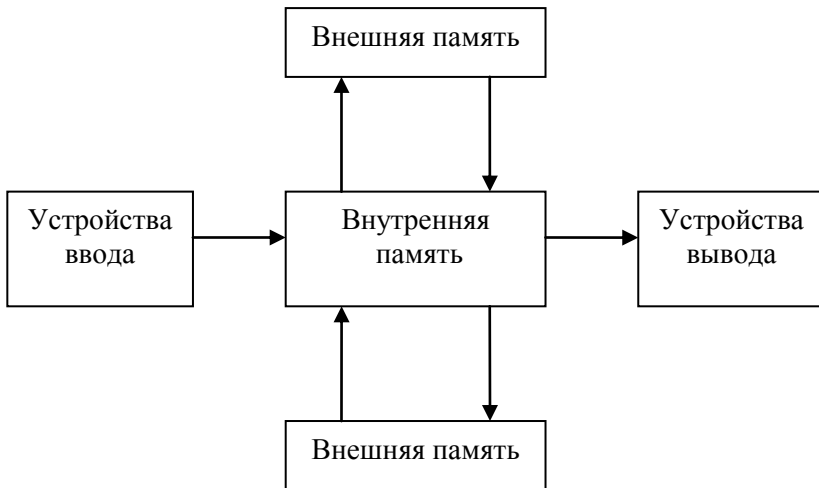 Внешняя память
Устройства
ввода
Внутренняя
память
Устройства
вывода
Внешняя память